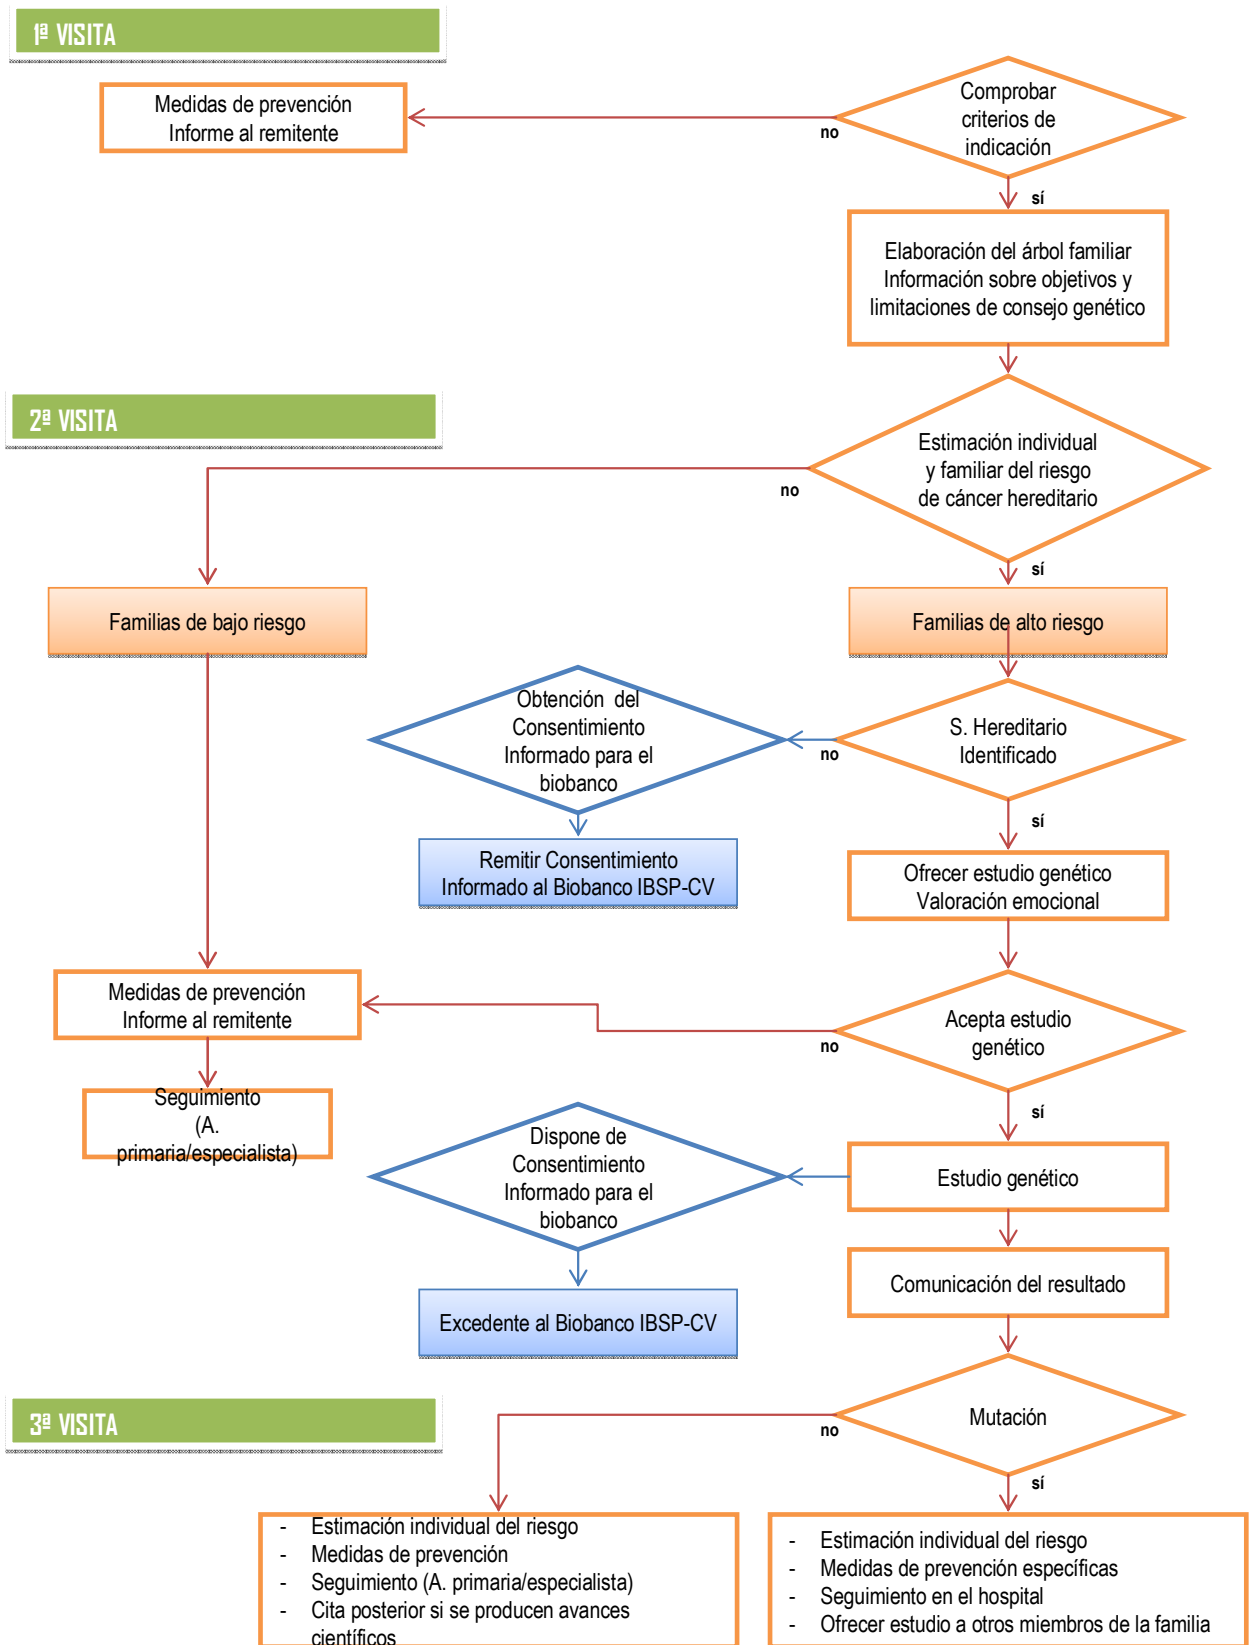 1ª VISITA
Medidas de prevención
Informe al remitente
no
Comprobar
criterios de
indicación
sí
Elaboración del árbol familiar
Información sobre objetivos y
limitaciones de consejo genético
2ª VISITA
Estimación individual
y familiar del riesgo
de cáncer hereditario
no
sí
Familias de bajo riesgo
Familias de alto riesgo
Obtención del
Consentimiento
Informado para el
biobanco
no
S. Hereditario
Identificado
sí
Remitir Consentimiento
Informado al Biobanco IBSP-CV
Ofrecer estudio genético
Valoración emocional
Medidas de prevención
Informe al remitente
no
Acepta estudio
genético
sí
Seguimiento
(A.
primaria/especialista)
Dispone de
Consentimiento
Informado para el
biobanco
Estudio genético
Comunicación del resultado
Excedente al Biobanco IBSP-CV
3ª VISITA
Mutación
no
sí
- Estimación individual del riesgo
- Medidas de prevención
- Seguimiento (A. primaria/especialista)
- Cita posterior si se producen avances
científicos
- Estimación individual del riesgo
- Medidas de prevención específicas
- Seguimiento en el hospital
- Ofrecer estudio a otros miembros de la familia